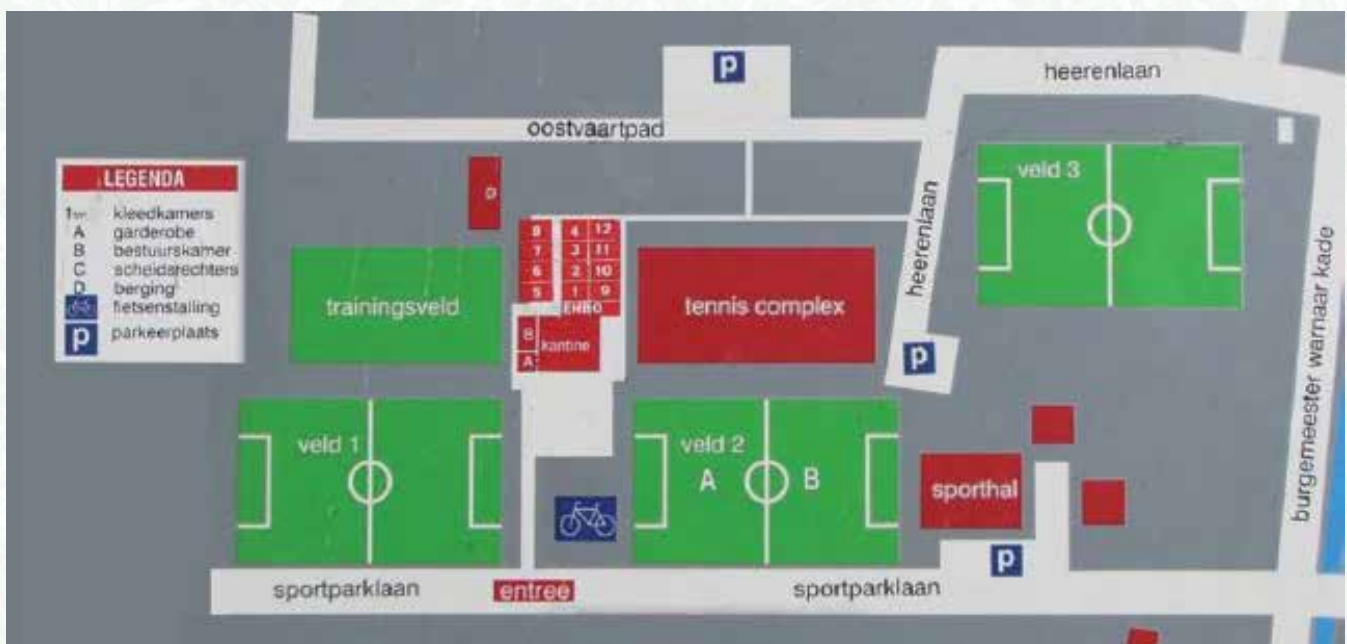 P
heerenlaan
oostvaartpad
LEGENDA
1 kleedkamers
A garderobe
B bestuurskamer
C scheidsrechters
D berging
fietsenstalling
P parkeerplaats
D
veld 3
8 4 12
7 3 11
6 2 10
5 1 9
EHBO
B
kantine
A
trainingsveld
tennis complex
heerenlaan
P
burgemeester warnaar kade
veld 1
veld 2
A B
sporthal
P
sportparklaan
entree
sportparklaan